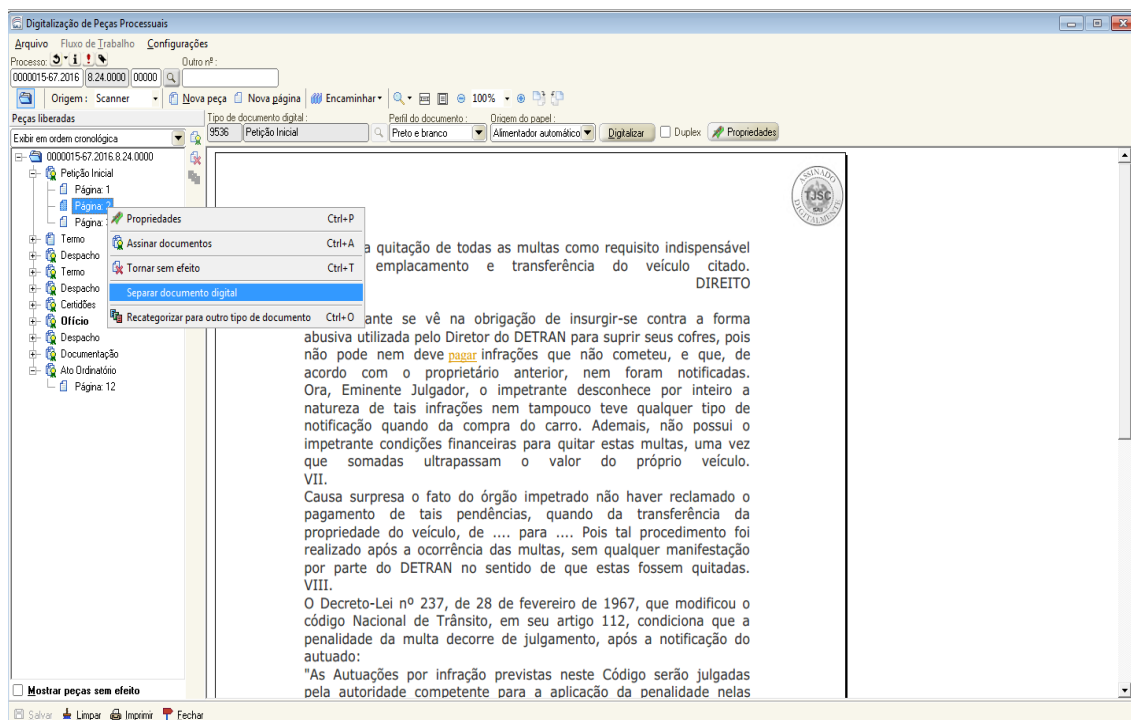 Digitalização de Peças Processuais
Arquivo Fluxo de Trabalho Configurações
Processo: Outro nº :
0000015-67.2016 8.24.0000 00000
Origem : Scanner Nova peça Nova página Encaminhar 100%
Peças liberadas Tipo de documento digital : Perfil do documento : Origem do papel :
Exibir em ordem cronológica 9536 Petição Inicial Preto e branco Alimentador automático Digitalizar Duplex Propriedades
0000015-67.2016.8.24.0000
Petição Inicial
Página: 1
Página: 2
Página:
Termo
Despacho
Termo
Despacho
Certidões
Ofício
Despacho
Documentação
Ato Ordinatório
Página: 12
Propriedades Ctrl+P
Assinar documentos Ctrl+A
Tornar sem efeito Ctrl+T
Separar documento digital
Recategorizar para outro tipo de documento Ctrl+O
ASSINADO
TJSC
DIGITALMENTE
a quitação de todas as multas como requisito indispensável
emplacamento e transferência do veículo citado.
DIREITO
ante se vê na obrigação de insurgir-se contra a forma
abusiva utilizada pelo Diretor do DETRAN para suprir seus cofres, pois
não pode nem deve pagar infrações que não cometeu, e que, de
acordo com o proprietário anterior, nem foram notificadas.
Ora, Eminente Julgador, o impetrante desconhece por inteiro a
natureza de tais infrações nem tampouco teve qualquer tipo de
notificação quando da compra do carro. Ademais, não possui o
impetrante condições financeiras para quitar estas multas, uma vez
que somadas ultrapassam o valor do próprio veículo.
VII.
Causa surpresa o fato do órgão impetrado não haver reclamado o
pagamento de tais pendências, quando da transferência da
propriedade do veículo, de .... para .... Pois tal procedimento foi
realizado após a ocorrência das multas, sem qualquer manifestação
por parte do DETRAN no sentido de que estas fossem quitadas.
VIII.
O Decreto-Lei nº 237, de 28 de fevereiro de 1967, que modificou o
código Nacional de Trânsito, em seu artigo 112, condiciona que a
penalidade da multa decorre de julgamento, após a notificação do
autuado:
"As Autuações por infração previstas neste Código serão julgadas
pela autoridade competente para a aplicação da penalidade nelas
Mostrar peças sem efeito
Salvar Limpar Imprimir Fechar